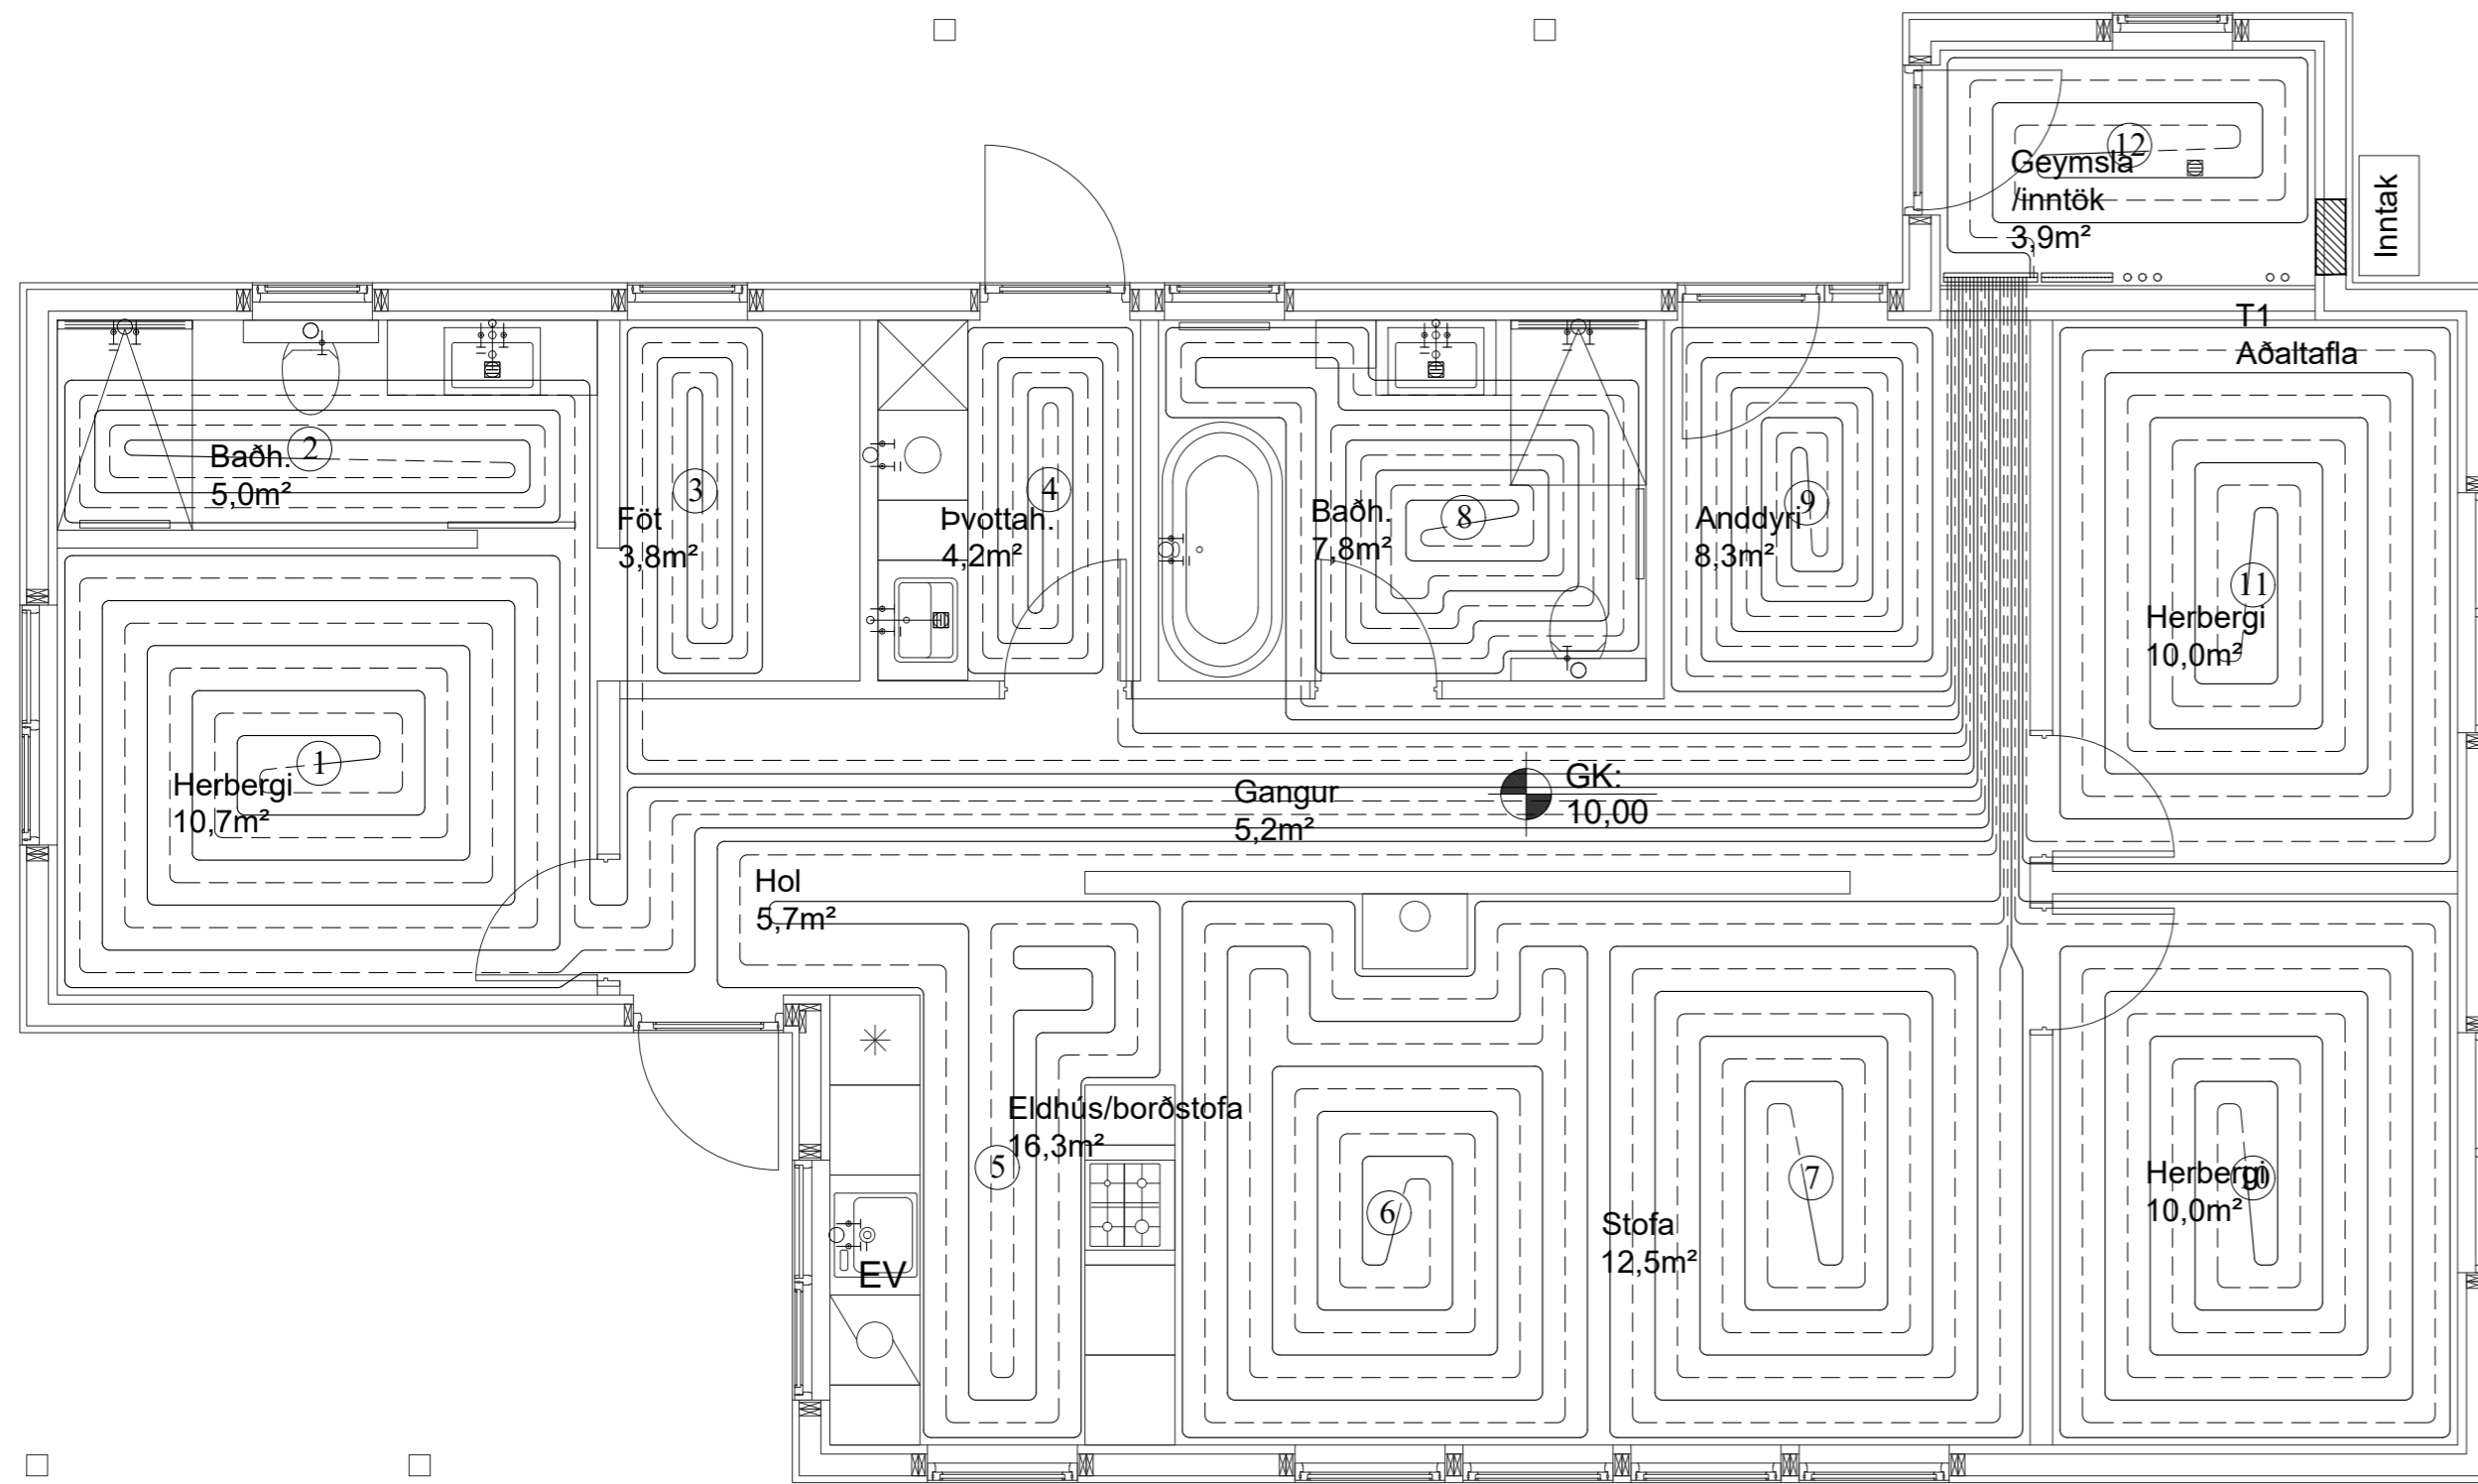 12
Geymsla
/inntök
3,9m²
Inntak
T1
Aðaltafla
2
Baðh.
5,0m²
3
Föt
3,8m²
4
Þvottah.
4,2m²
8
Baðh.
7,8m²
9
Anddyri
8,3m²
11
Herbergi
10,0m²
1
Herbergi
10,7m²
Gangur
5,2m²
GK:
10,00
Hol
5,7m²
Eldhús/borðstofa
16,3m²
5
6
7
Stofa
12,5m²
10
Herbergi
10,0m²
EV